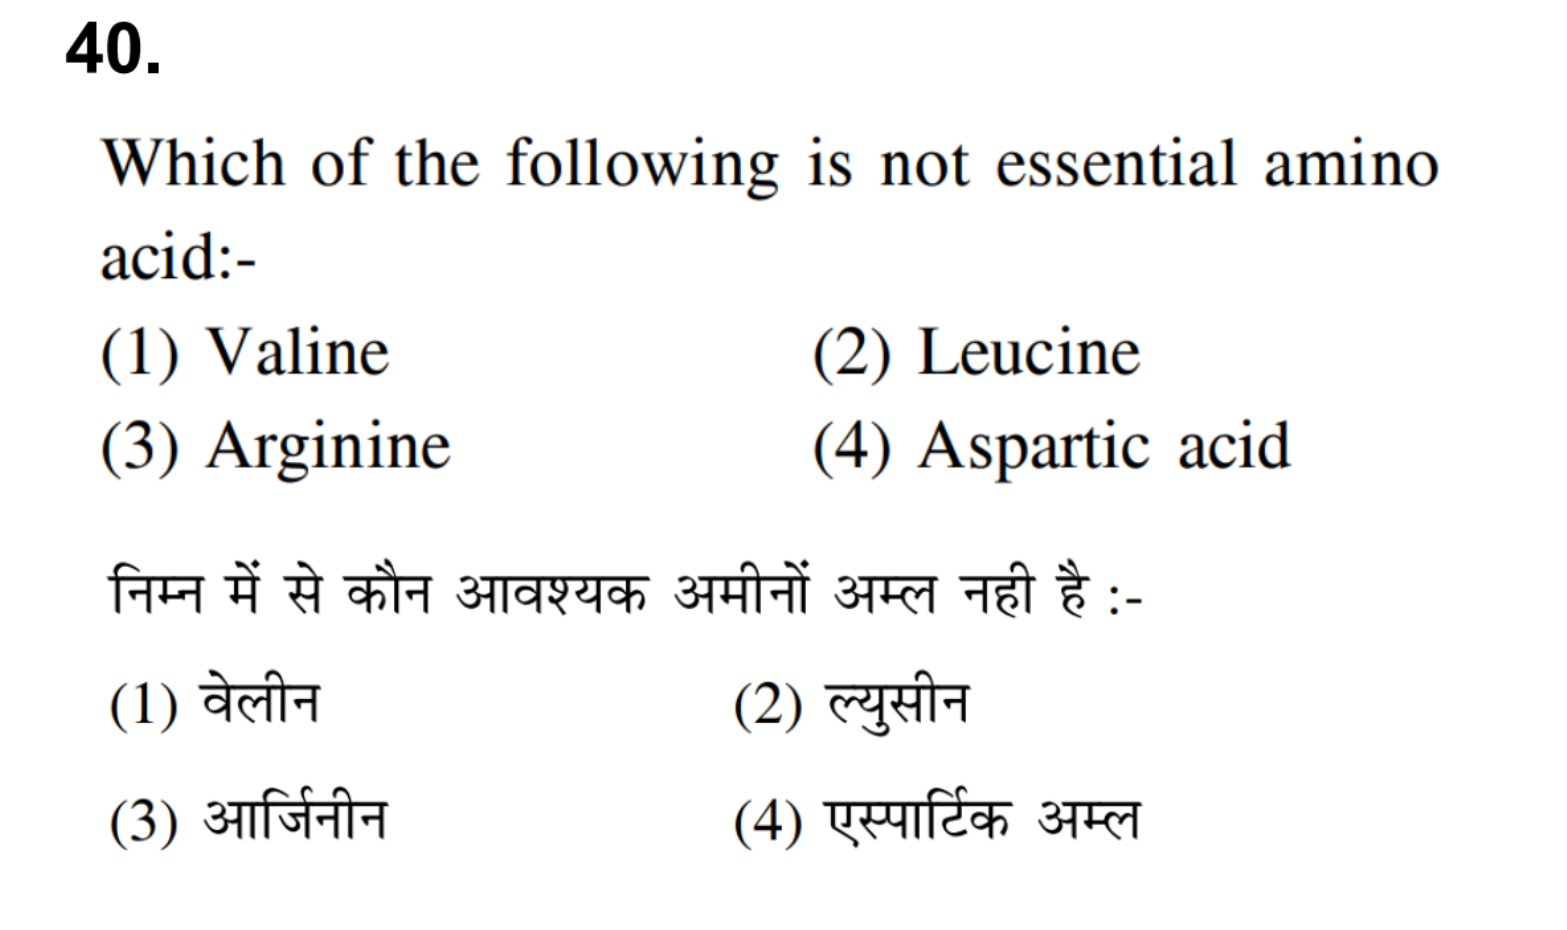 40.
Which of the following is not essential amino
acid:-
(1) Valine (2) Leucine
(3) Arginine (4) Aspartic acid
निम्न में से कौन आवश्यक अमीनों अम्ल नही है :-
(1) वेलीन (2) ल्युसीन
(3) आर्जिनीन (4) एस्पार्टिक अम्ल